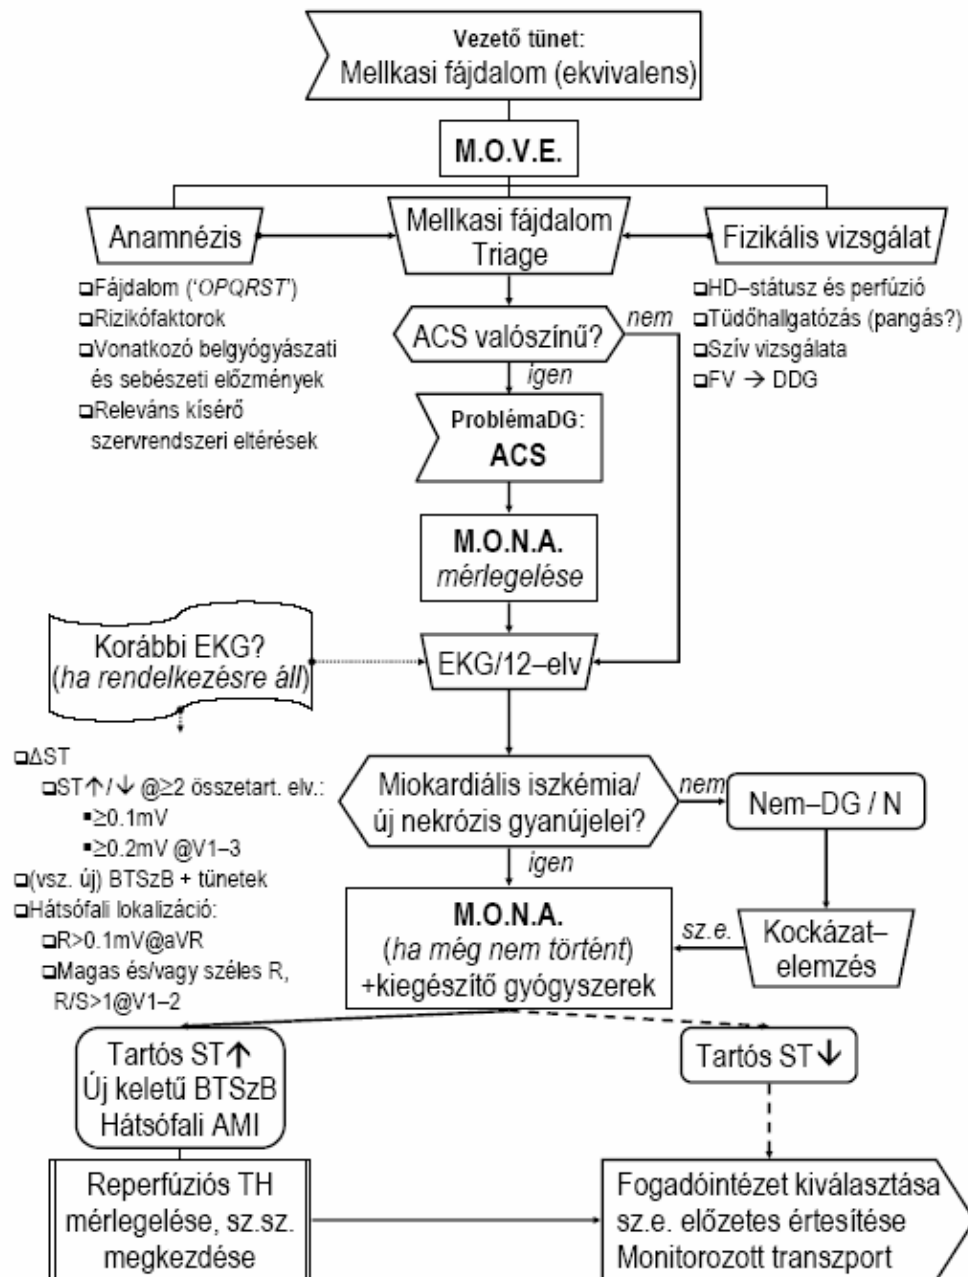 Vezető tünet:
Mellkasi fájdalom (ekvivalens)
M.O.V.E.
Anamnézis
Mellkasi fájdalom
Triage
Fizikális vizsgálat
❑Fájdalom ('OPQRST')
❑Rizikófaktorok
❑Vonatkozó belgyógyászati
és sebészeti előzmények
❑Releváns kísérő
szervrendszeri eltérések
❑HD–státusz és perfúzió
❑Tüdőhallgatózás (pangás?)
❑Szív vizsgálata
❑FV → DDG
ACS valószínű?
nem
igen
ProblémaDG:
ACS
M.O.N.A.
mérlegelése
Korábbi EKG?
(ha rendelkezésre áll)
EKG/12–elv
❑ΔST
❑ST↑/↓ @≥2 összetart. elv.:
▪≥0.1mV
▪≥0.2mV @V1–3
❑(vsz. új) BTSzB + tünetek
❑Hátsófali lokalizáció:
❑R>0.1mV@aVR
❑Magas és/vagy széles R,
R/S>1@V1–2
Miokardiális iszkémia/
új nekrózis gyanújelei?
nem
Nem–DG / N
igen
M.O.N.A.
(ha még nem történt)
+kiegészítő gyógyszerek
sz.e.
Kockázat–
elemzés
Tartós ST↑
Új keletű BTSzB
Hátsófali AMI
Tartós ST↓
Reperfúziós TH
mérlegelése, sz.sz.
megkezdése
Fogadóintézet kiválasztása
sz.e. előzetes értesítése
Monitorozott transzport